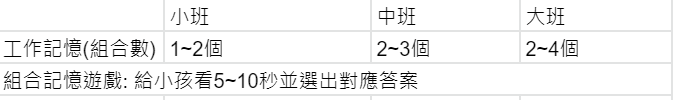 小班 中班 大班
工作記憶(組合數) 1~2個 2~3個 2~4個
組合記憶遊戲: 給小孩看5~10秒並選出對應答案